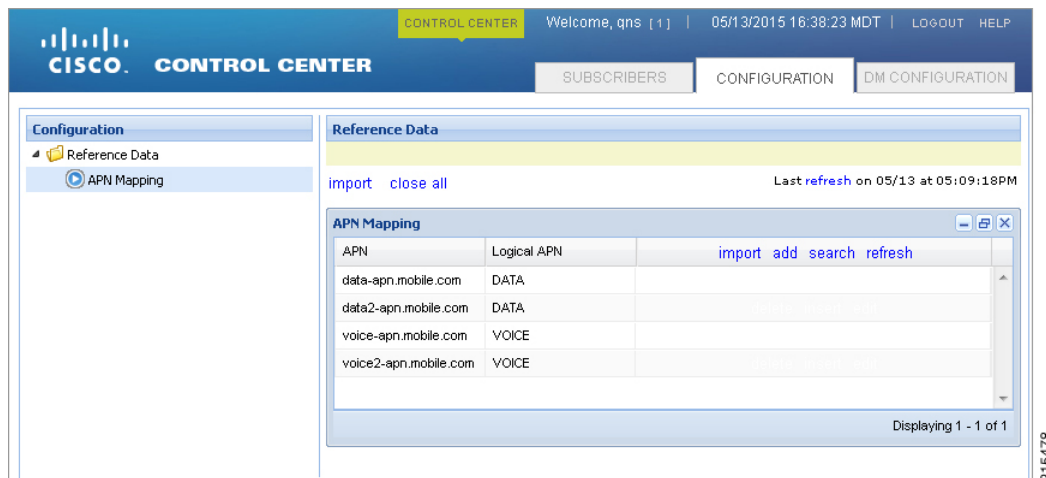 CONTROL CENTER Welcome, qns [1] | 05/13/2015 16:38:23 MDT | LOGOUT HELP
CISCO. CONTROL CENTER
SUBSCRIBERS CONFIGURATION DM CONFIGURATION
Configuration
Reference Data
APN Mapping
Reference Data
import close all Last refresh on 05/13 at 05:09:18PM
APN Mapping
APN Logical APN import add search refresh
data-apn.mobile.com DATA
data2-apn.mobile.com DATA
voice-apn.mobile.com VOICE
voice2-apn.mobile.com VOICE
Displaying 1 - 1 of 1